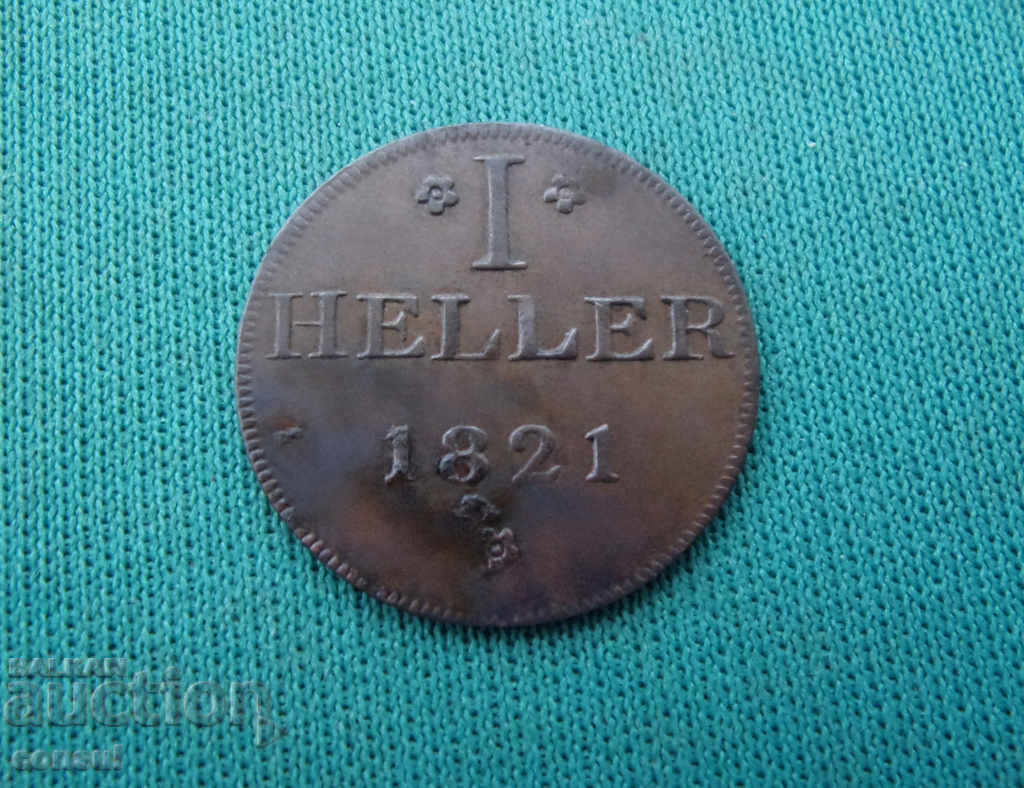 I
HELLER
1821
BALKAN
auction
consul